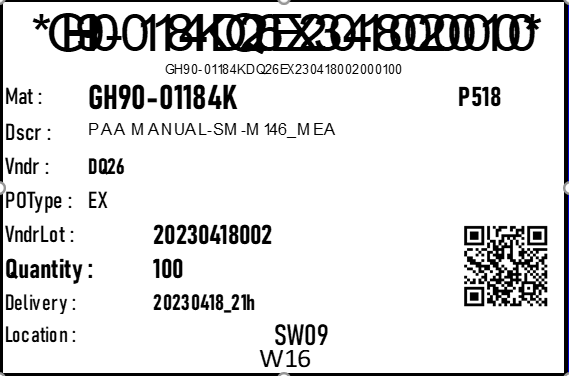 *GH90-01184KDQ26EX230418002000100*
GH90-01184KDQ26EX230418002000100
Mat : GH90-01184K P518
Dscr : PAA MANUAL-SM-M146_MEA
Vndr : DQ26
POType : EX
VndrLot : 20230418002
Quantity : 100
Delivery : 20230418_21h
Location : SW09
W16